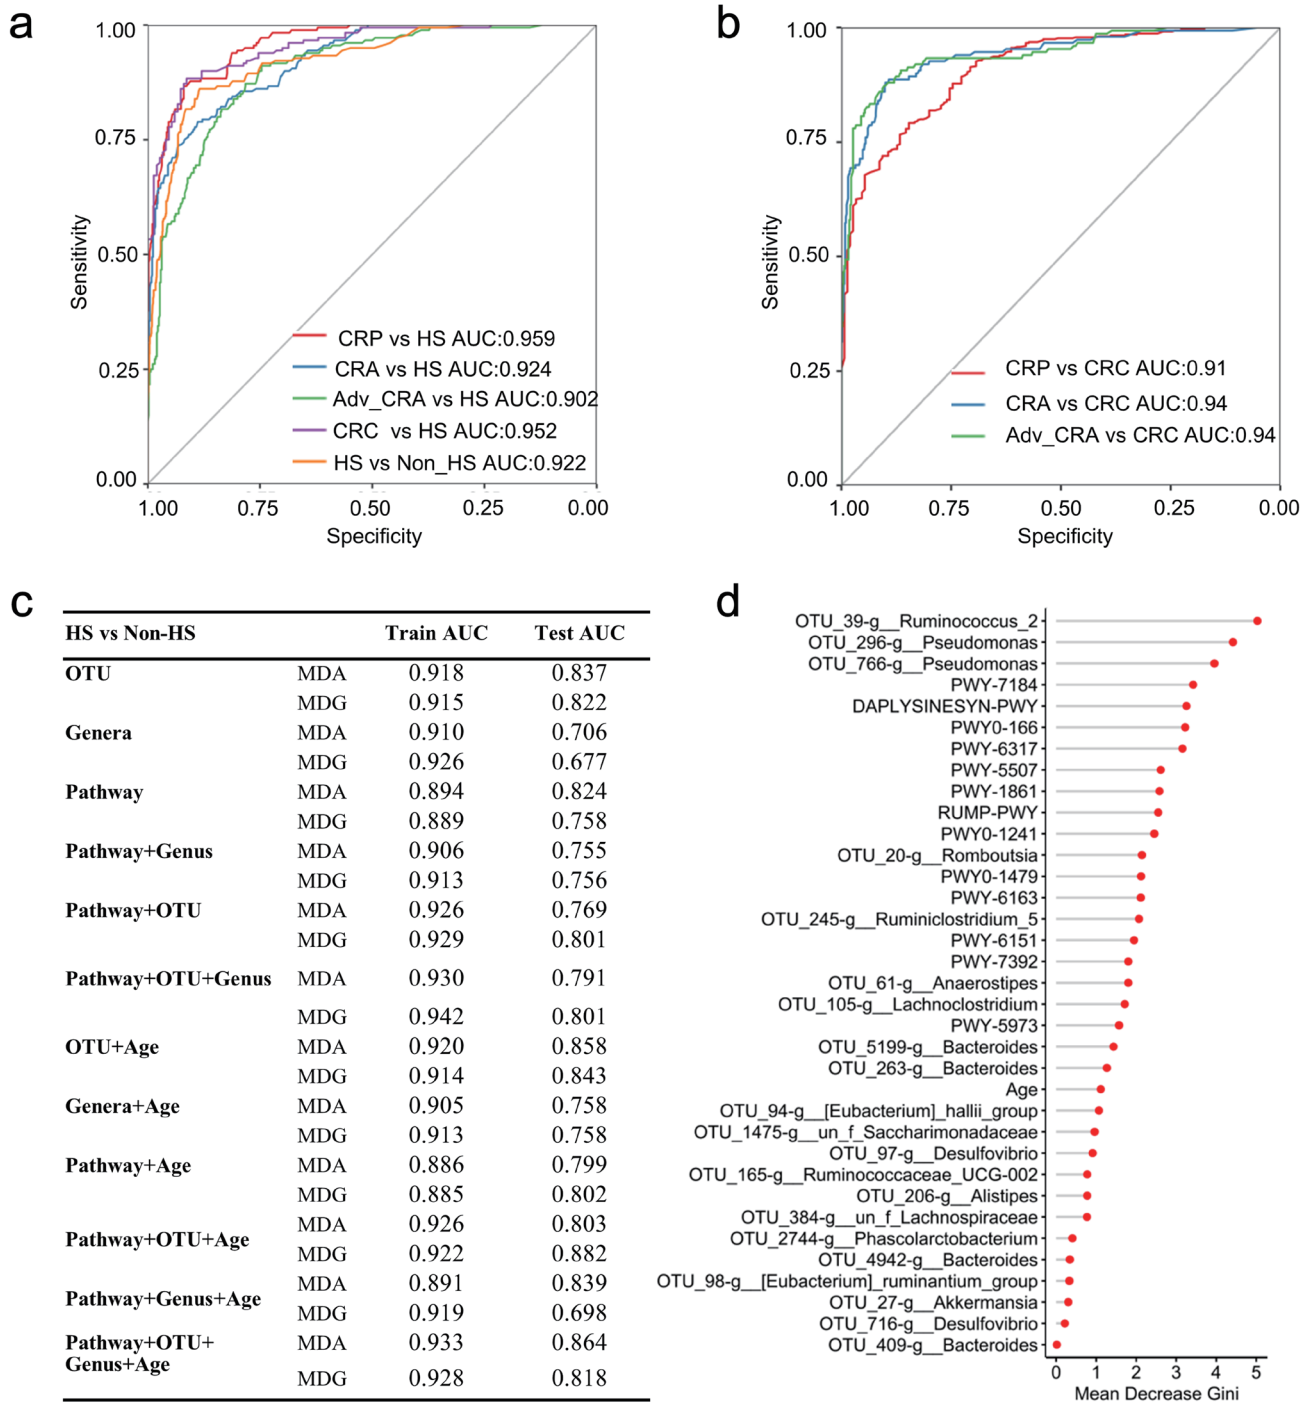 a
1.00
0.75
0.50
0.25
0.00
Sensitivity
CRP vs HS AUC:0.959
CRA vs HS AUC:0.924
Adv_CRA vs HS AUC:0.902
CRC vs HS AUC:0.952
HS vs Non_HS AUC:0.922
1.00 0.75 0.50 0.25 0.00
Specificity
b
1.00
0.75
0.50
0.25
0.00
Sensitivity
CRP vs CRC AUC:0.91
CRA vs CRC AUC:0.94
Adv_CRA vs CRC AUC:0.94
1.00 0.75 0.50 0.25 0.00
Specificity
c
HS vs Non-HS Train AUC Test AUC
OTU MDA 0.918 0.837
MDG 0.915 0.822
Genera MDA 0.910 0.706
MDG 0.926 0.677
Pathway MDA 0.894 0.824
MDG 0.889 0.758
Pathway+Genus MDA 0.906 0.755
MDG 0.913 0.756
Pathway+OTU MDA 0.926 0.769
MDG 0.929 0.801
Pathway+OTU+Genus MDA 0.930 0.791
MDG 0.942 0.801
OTU+Age MDA 0.920 0.858
MDG 0.914 0.843
Genera+Age MDA 0.905 0.758
MDG 0.913 0.758
Pathway+Age MDA 0.886 0.799
MDG 0.885 0.802
Pathway+OTU+Age MDA 0.926 0.803
MDG 0.922 0.882
Pathway+Genus+Age MDA 0.891 0.839
MDG 0.919 0.698
Pathway+OTU+ MDA 0.933 0.864
Genus+Age
MDG 0.928 0.818
d
OTU_39-g__Ruminococcus_2
OTU_296-g__Pseudomonas
OTU_766-g__Pseudomonas
PWY-7184
DAPLYSINESYN-PWY
PWY0-166
PWY-6317
PWY-5507
PWY-1861
RUMP-PWY
PWY0-1241
OTU_20-g__Romboutsia
PWY0-1479
PWY-6163
OTU_245-g__Ruminiclostridium_5
PWY-6151
PWY-7392
OTU_61-g__Anaerostipes
OTU_105-g__Lachnoclostridium
PWY-5973
OTU_5199-g__Bacteroides
OTU_263-g__Bacteroides
Age
OTU_94-g__[Eubacterium]_hallii_group
OTU_1475-g__un_f_Saccharimonadaceae
OTU_97-g__Desulfovibrio
OTU_165-g__Ruminococcaceae_UCG-002
OTU_206-g__Alistipes
OTU_384-g__un_f_Lachnospiraceae
OTU_2744-g__Phascolarctobacterium
OTU_4942-g__Bacteroides
OTU_98-g__[Eubacterium]_ruminantium_group
OTU_27-g__Akkermansia
OTU_716-g__Desulfovibrio
OTU_409-g__Bacteroides
0 1 2 3 4 5
Mean Decrease Gini